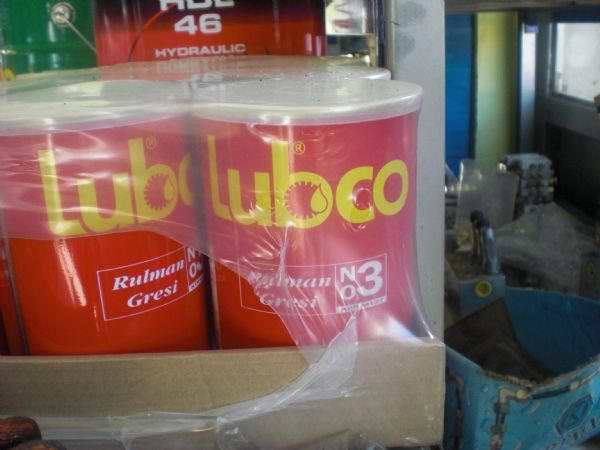 46
HYDRAULIC
Lubco
Lubco
Rulman
Gresi
Rulman
Gresi
NO.3